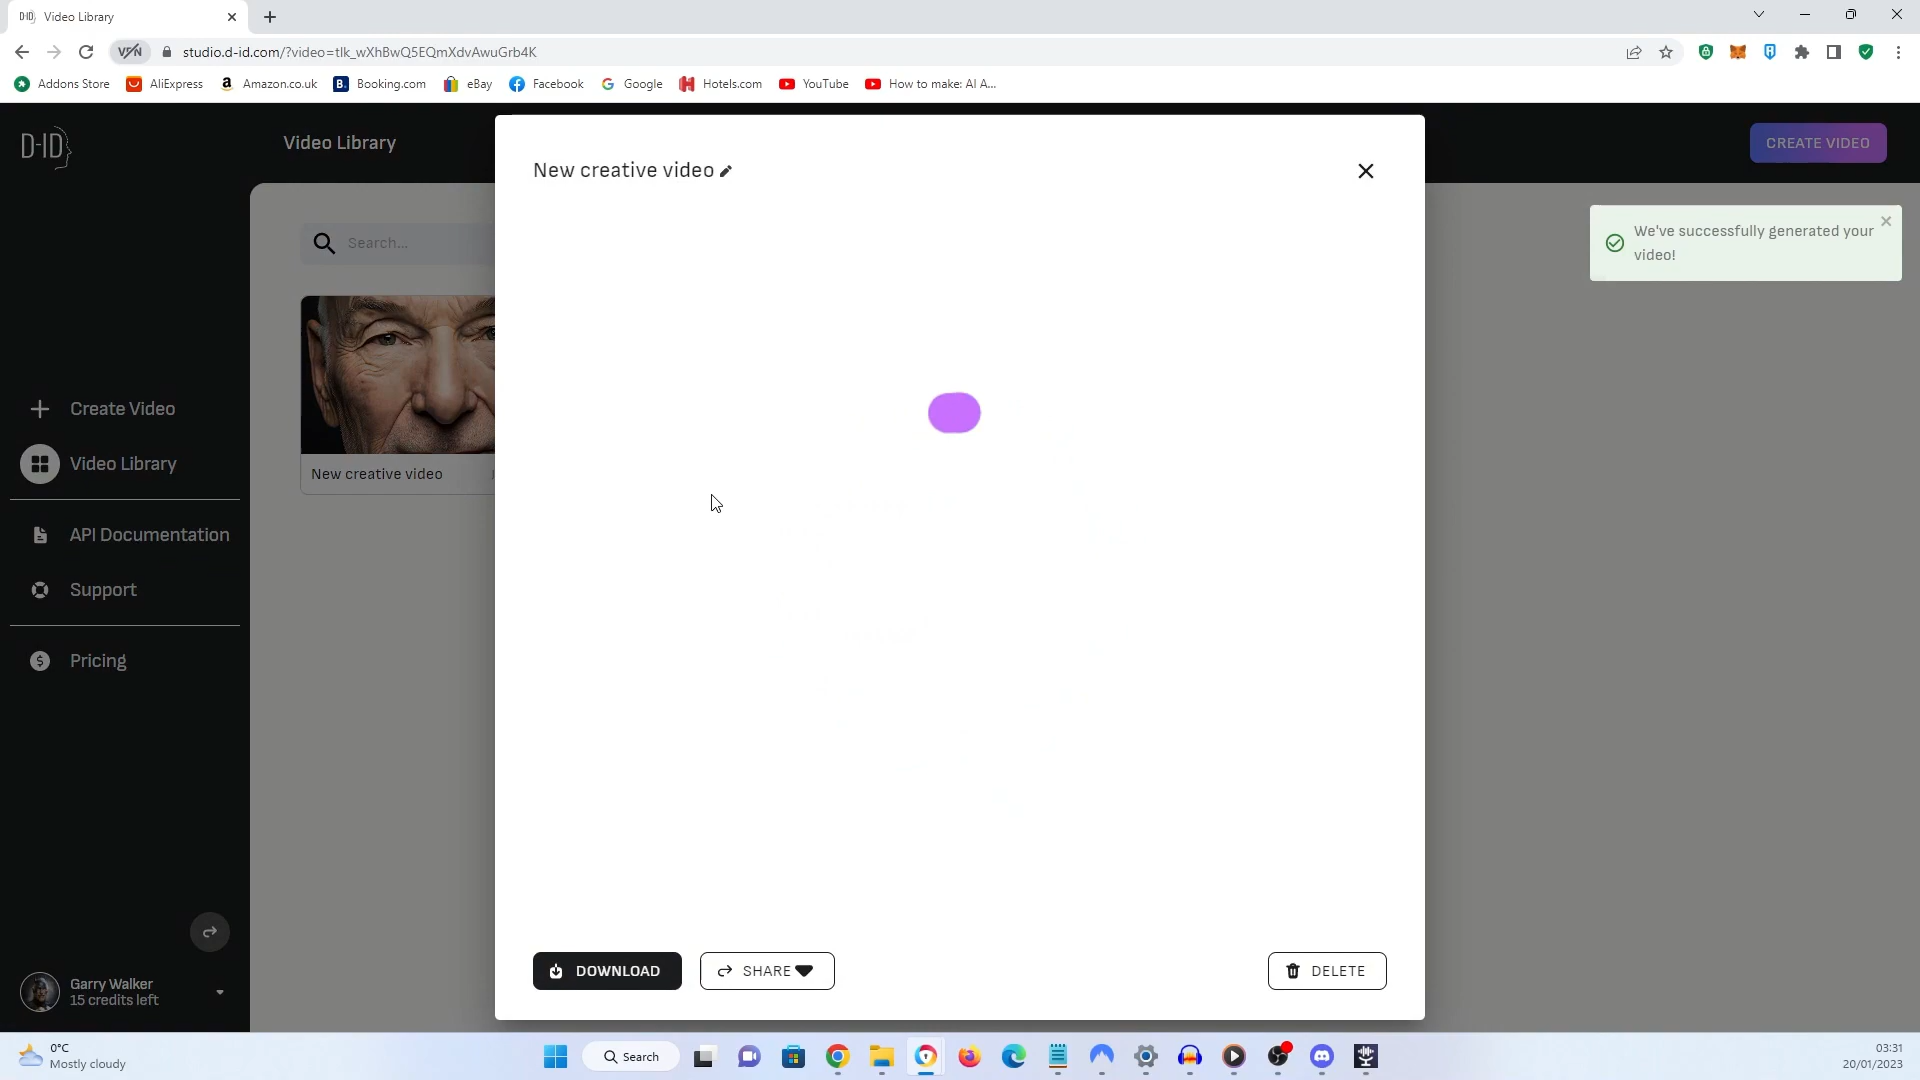 D-ID Video Library
studio.d-id.com/?video=tlk_wXhBwQ5EQmXdvAwuGrb4K
VPN
Addons Store AliExpress Amazon.co.uk Booking.com eBay Facebook Google Hotels.com YouTube How to make: AI A...
D-ID
Video Library
New creative video
CREATE VIDEO
Search...
We've successfully generated your
video!
Create Video
Video Library
New creative video
API Documentation
Support
Pricing
DOWNLOAD
SHARE
DELETE
Garry Walker
15 credits left
0°C
Mostly cloudy
Search
03:31
20/01/2023